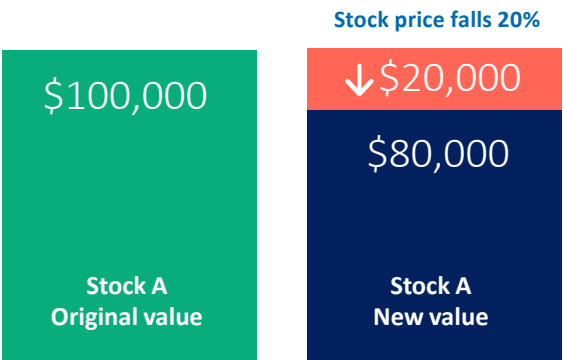 Stock price falls 20%
$100,000
Stock A
Original value
↓$20,000
$80,000
Stock A
New value